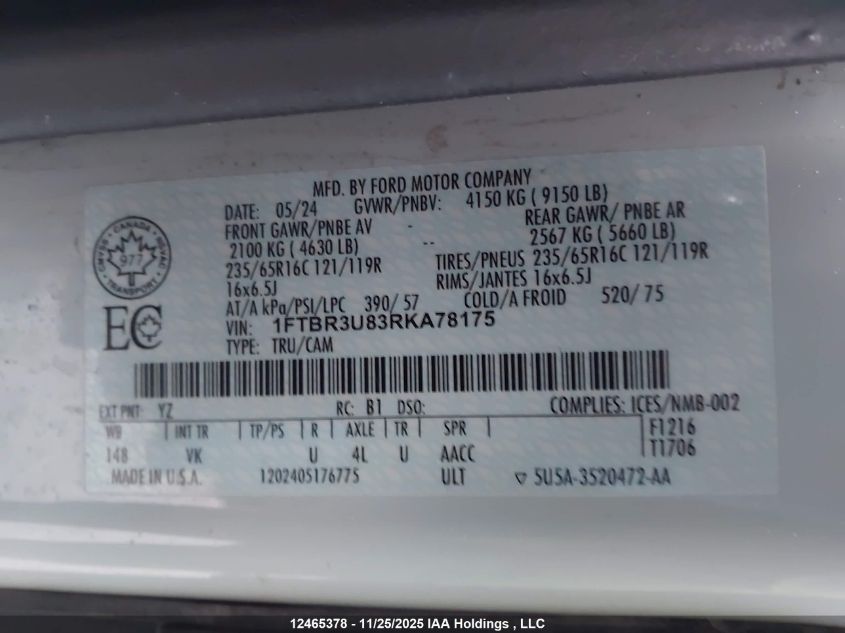 MFD. BY FORD MOTOR COMPANY
DATE: 05/24 GVWR/PNBV: 4150 KG ( 9150 LB)
FRONT GAWR/PNBE AV - REAR GAWR/ PNBE AR
2100 KG ( 4630 LB) -- 2567 KG ( 5660 LB)
235/65R16C 121/119R TIRES/PNEUS 235/65R16C 121/119R
16x6.5J RIMS/JANTES 16x6.5J
AT/A kPa/PSI/LPC 390/ 57 COLD/A FROID 520/ 75
VIN: 1FTBR3U83RKA78175
TYPE: TRU/CAM
CANADA
977
TRANSPORT
EC
EXT PNT: YZ RC: B1 DSO: COMPLIES: ICES/NMB-002
WB INT TR TP/PS R AXLE TR SPR F1216
148 VK U 4L U AACC T1706
MADE IN U.S.A. 1202405176775 ULT ▽ 5U5A-3520472-AA
12465378 - 11/25/2025 IAA Holdings , LLC